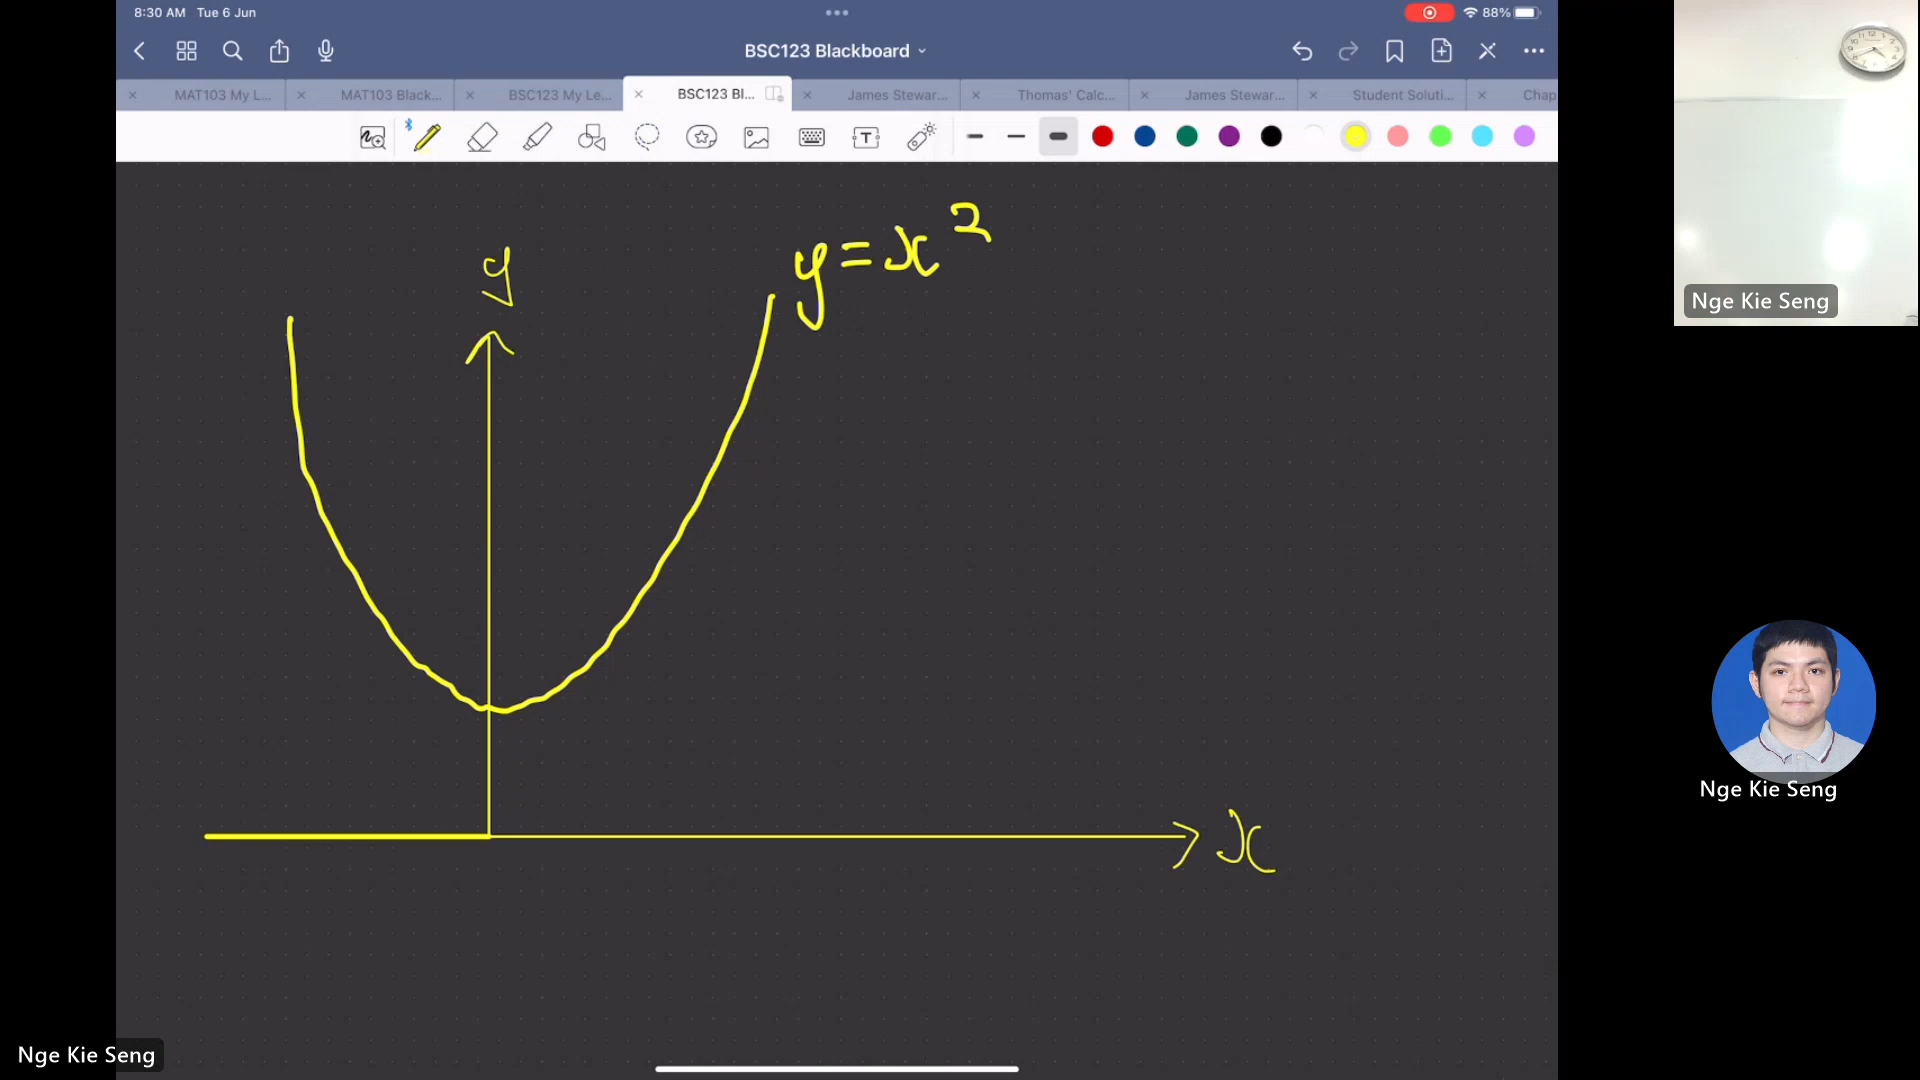 8:30 AM Tue 6 Jun
88%
BSC123 Blackboard
MAT103 My L...
MAT103 Black...
BSC123 My Le...
BSC123 Bl...
James Stewar...
Thomas' Calc...
James Stewar...
Student Soluti...
Chap
T
y = x²
y
x
Nge Kie Seng
Nge Kie Seng
Nge Kie Seng